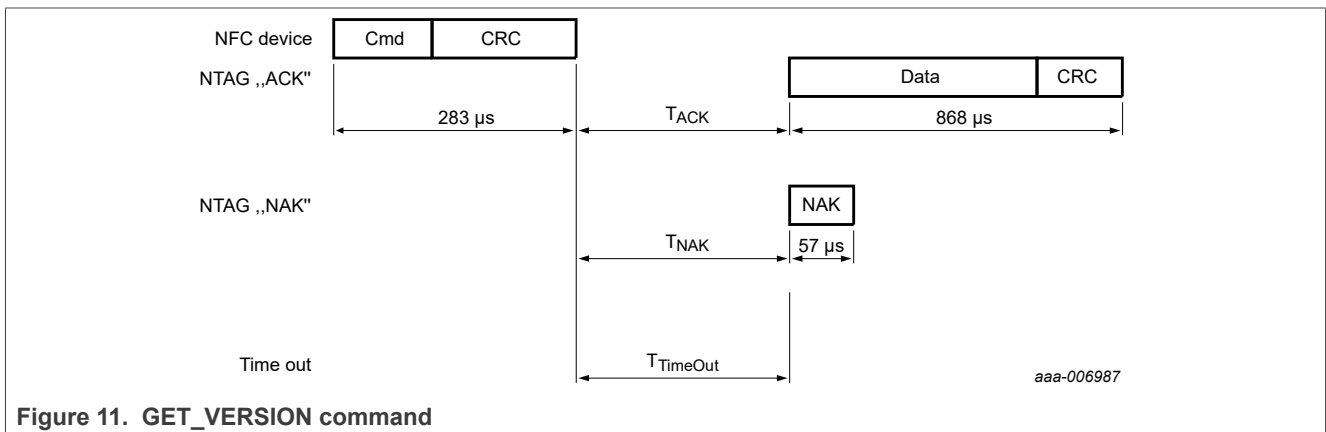 NFC device Cmd CRC
NTAG ,,ACK" Data CRC
283 µs TACK 868 µs
NTAG ,,NAK" NAK
TNAK 57 µs
Time out TTimeOut aaa-006987
Figure 11. GET_VERSION command